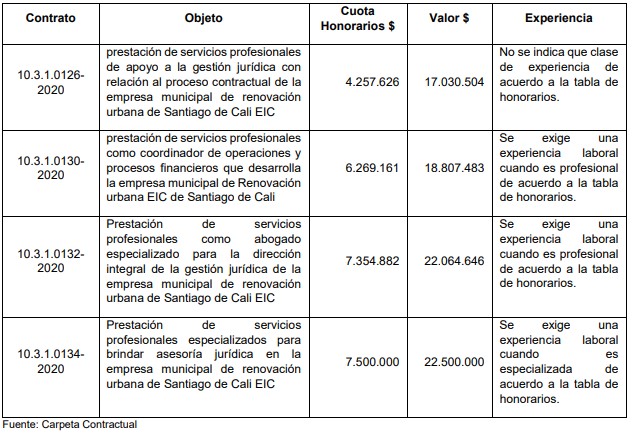 Contrato
Objeto
Cuota
Honorarios $
Valor $
Experiencia
10.3.1.0126-
2020
prestación de servicios profesionales
de apoyo a la gestión jurídica con
relación al proceso contractual de la
empresa municipal de renovación
urbana de Santiago de Cali EIC
4.257.626
17.030.504
No se indica que clase
de experiencia de
acuerdo a la tabla de
honorarios.
10.3.1.0130-
2020
prestación de servicios profesionales
como coordinador de operaciones y
procesos financieros que desarrolla
la empresa municipal de Renovación
urbana EIC de Santiago de Cali
6.269.161
18.807.483
Se exige una
experiencia laboral
cuando es profesional
de acuerdo a la tabla
de honorarios.
10.3.1.0132-
2020
Prestación de servicios
profesionales como abogado
especializado para la dirección
integral de la gestión jurídica de la
empresa municipal de renovación
urbana de Santiago de Cali EIC
7.354.882
22.064.646
Se exige una
experiencia laboral
cuando es profesional
de acuerdo a la tabla
de honorarios.
10.3.1.0134-
2020
Prestación de servicios
profesionales especializados para
brindar asesoría jurídica en la
empresa municipal de renovación
urbana de Santiago de Cali EIC
7.500.000
22.500.000
Se exige una
experiencia laboral
cuando es
especializada de
acuerdo a la tabla de
honorarios.
Fuente: Carpeta Contractual